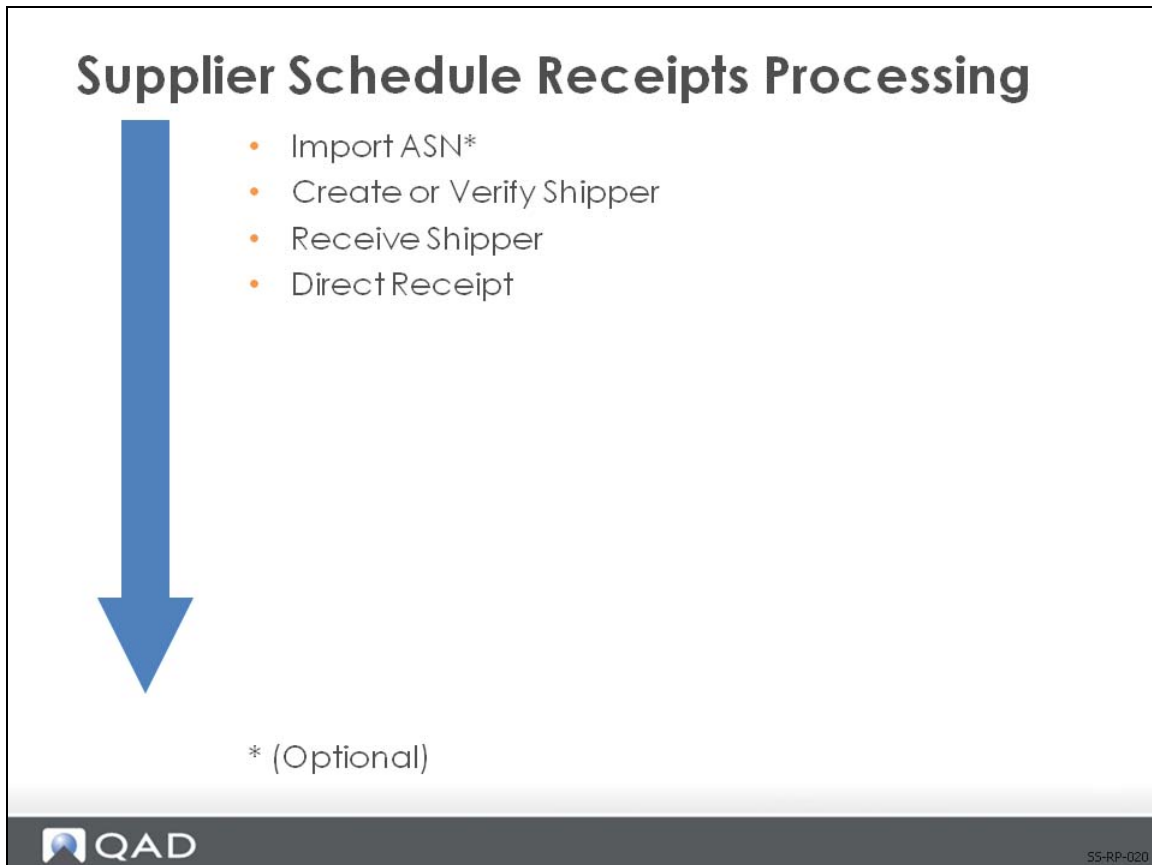 Supplier Schedule Receipts Processing
• Import ASN*
• Create or Verify Shipper
• Receive Shipper
• Direct Receipt
* (Optional)
QAD
SS-RP-020